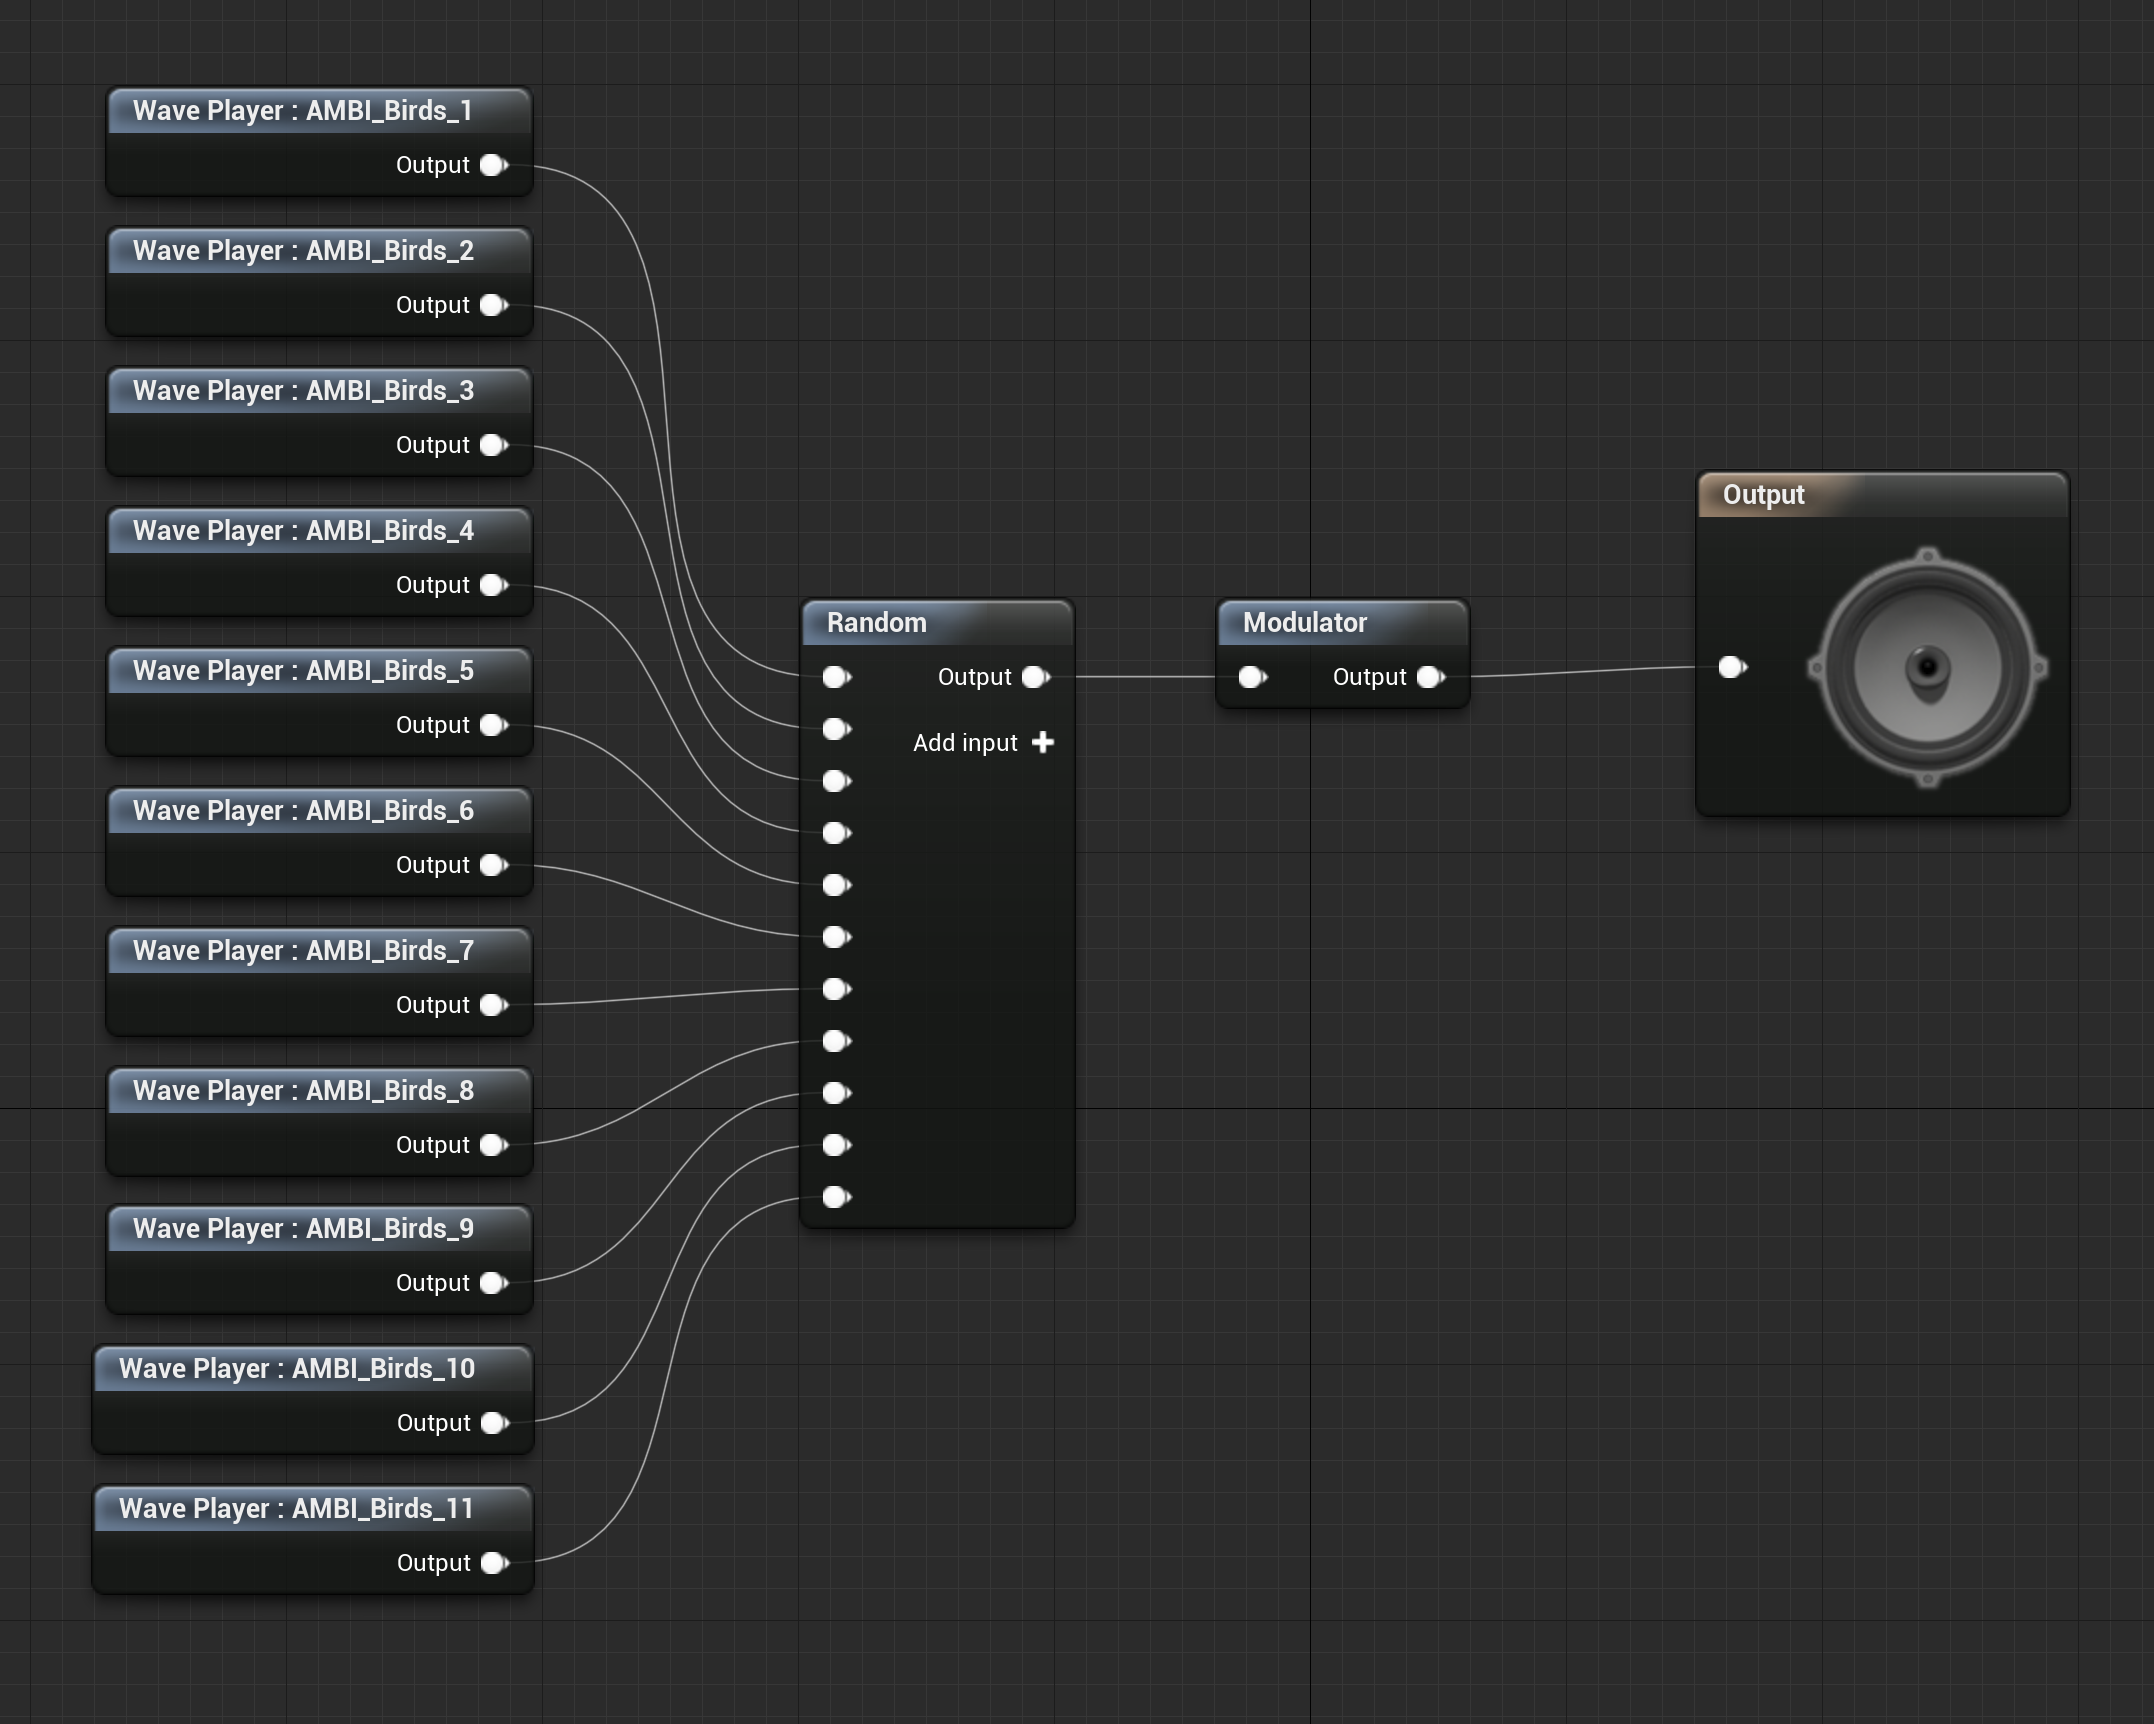 Wave Player : AMBI_Birds_1
Output
Wave Player : AMBI_Birds_2
Output
Wave Player : AMBI_Birds_3
Output
Wave Player : AMBI_Birds_4
Output
Wave Player : AMBI_Birds_5
Output
Wave Player : AMBI_Birds_6
Output
Wave Player : AMBI_Birds_7
Output
Wave Player : AMBI_Birds_8
Output
Wave Player : AMBI_Birds_9
Output
Wave Player : AMBI_Birds_10
Output
Wave Player : AMBI_Birds_11
Output
Random
Output
Add input
Modulator
Output
Output